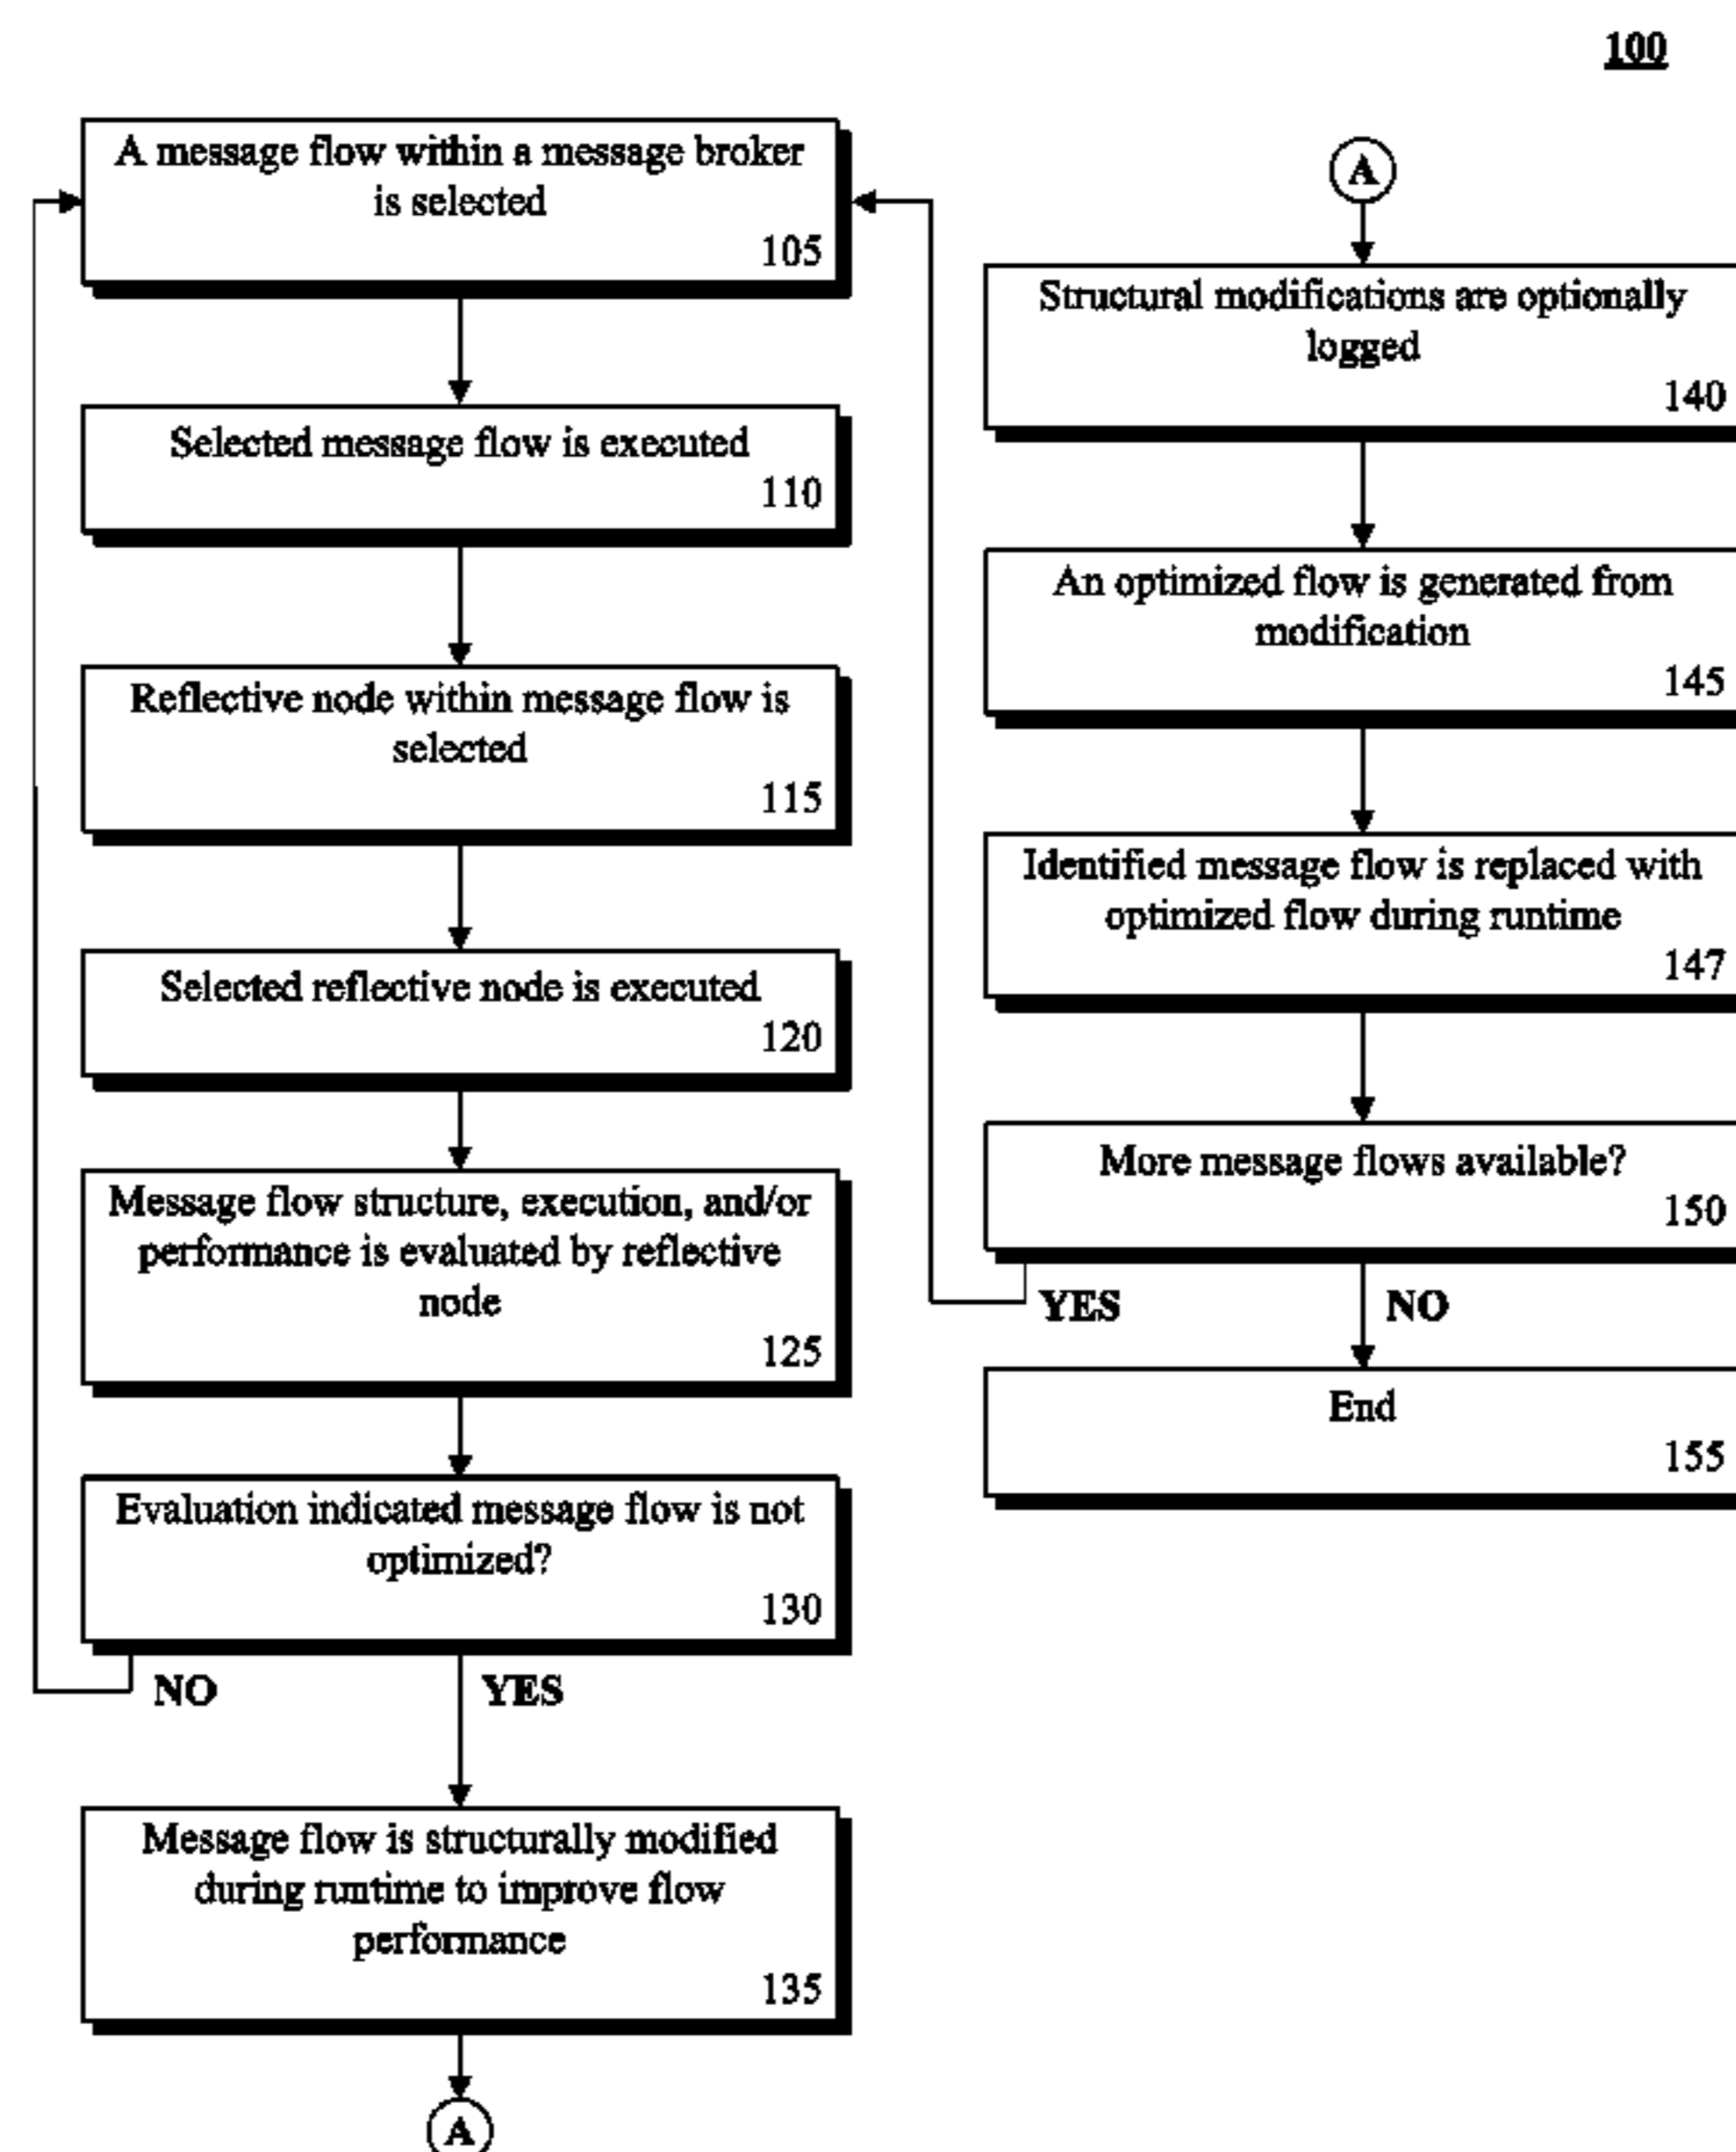 100
A message flow within a message broker
is selected
105
Selected message flow is executed
110
Reflective node within message flow is
selected
115
Selected reflective node is executed
120
Message flow structure, execution, and/or
performance is evaluated by reflective
node
125
Evaluation indicated message flow is not
optimized?
130
NO
YES
Message flow is structurally modified
during runtime to improve flow
performance
135
A
A
Structural modifications are optionally
logged
140
An optimized flow is generated from
modification
145
Identified message flow is replaced with
optimized flow during runtime
147
More message flows available?
150
YES
NO
End
155